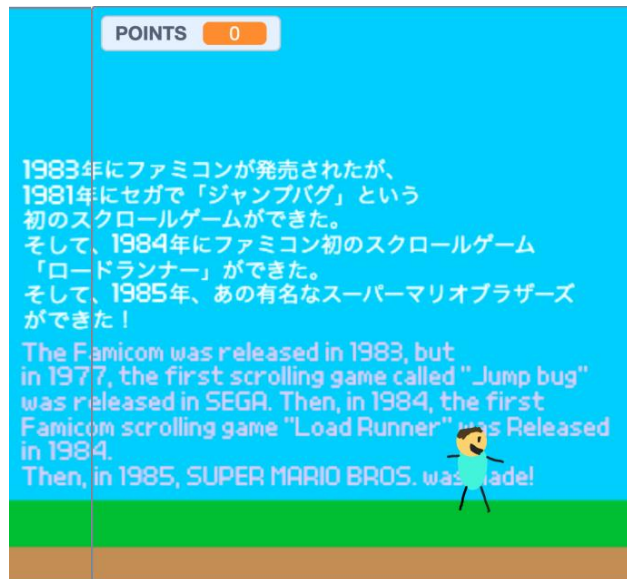 POINTS 0
1983年にファミコンが発売されたが、
1981年にセガで「ジャンプバグ」という
初のスクロールゲームができた。
そして、1984年にファミコン初のスクロールゲーム
「ロードランナー」ができた。
そして、1985年、あの有名なスーパーマリオブラザーズ
ができた！
The Famicom was released in 1983, but
in 1977, the first scrolling game called "Jump bug"
was released in SEGA. Then, in 1984, the first
Famicom scrolling game "Load Runner" was Released
in 1984.
Then, in 1985, SUPER MARIO BROS. was made!